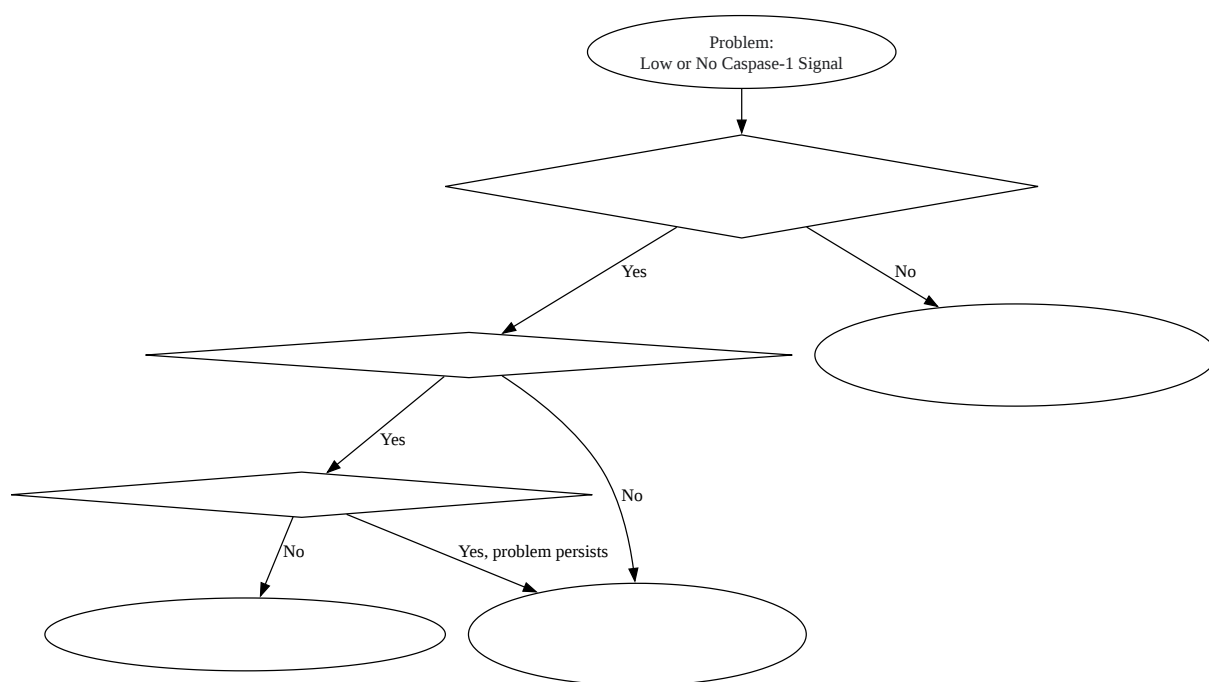 Problem:
Low or No Caspase-1 Signal
Yes
No
Yes
No
No
Yes, problem persists